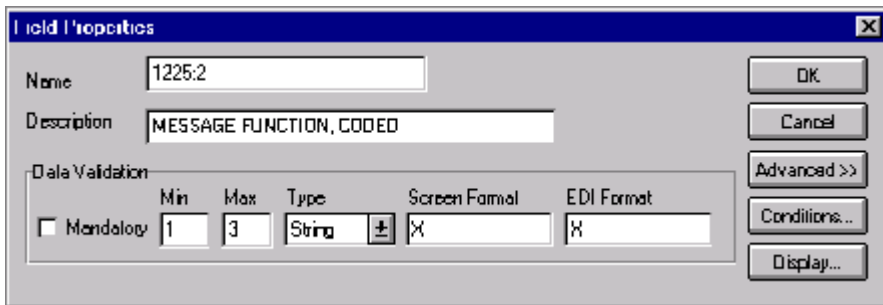 Field Properties
Name 1225:2 OK
Description MESSAGE FUNCTION, CODED Cancel
Data Validation Advanced >>
Min Max Type Screen Format EDI Format
Mandatory 1 3 String X X Conditions...
Display...